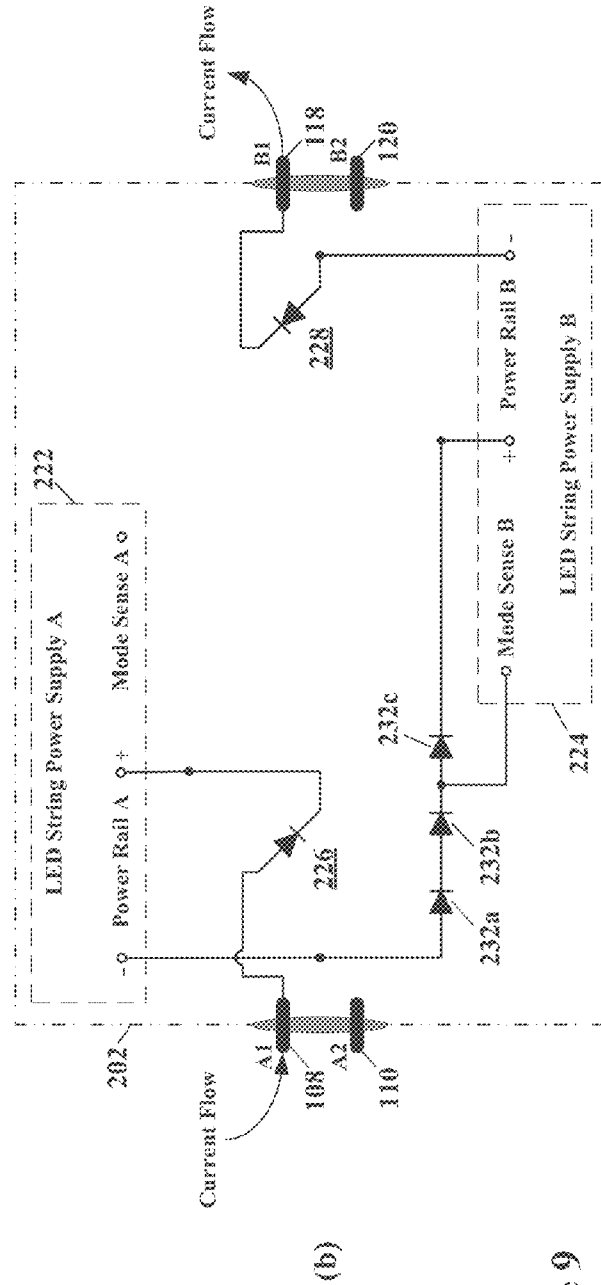 202
LED String Power Supply A
222
- Power Rail A +
Mode Sense A
Current Flow
A1
108
A2
110
226
232a
232b
232c
228
Current Flow
B1
118
B2
120
Mode Sense B
+ Power Rail B -
LED String Power Supply B
224
(b)
9